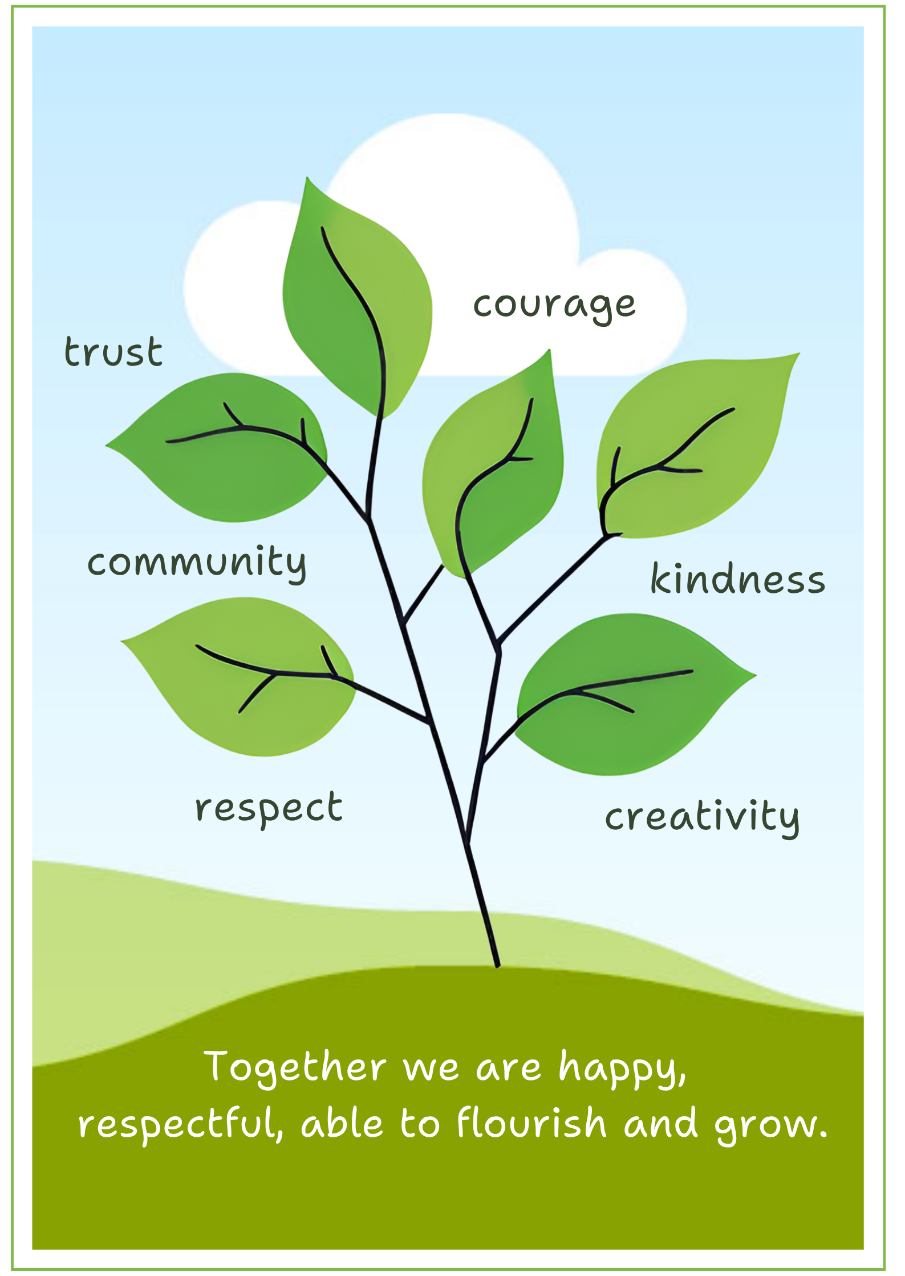 courage
trust
community
kindness
respect
creativity
Together we are happy,
respectful, able to flourish and grow.